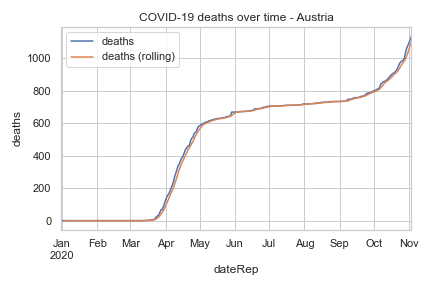 COVID-19 deaths over time - Austria
deaths
deaths (rolling)
deaths
1000
800
600
400
200
0
Jan Feb Mar Apr May Jun Jul Aug Sep Oct Nov
2020
dateRep